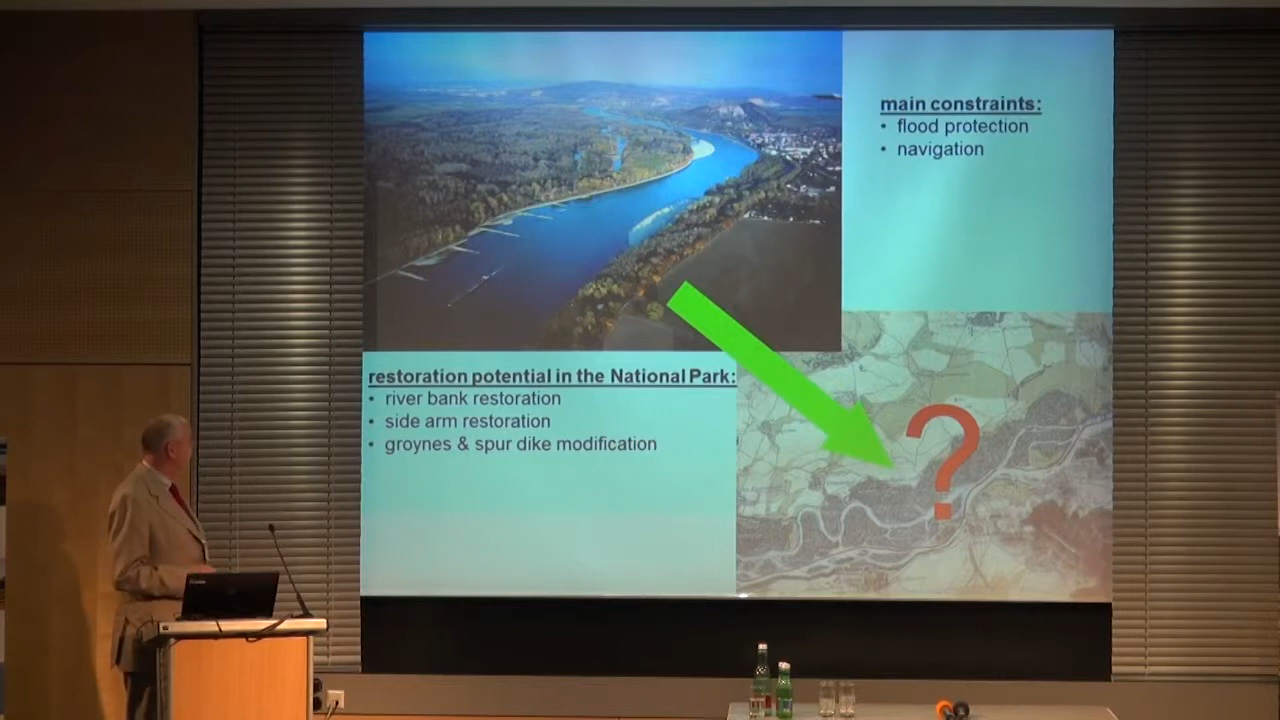 main constraints:
• flood protection
• navigation
restoration potential in the National Park:
• river bank restoration
• side arm restoration
• groynes & spur dike modification
?